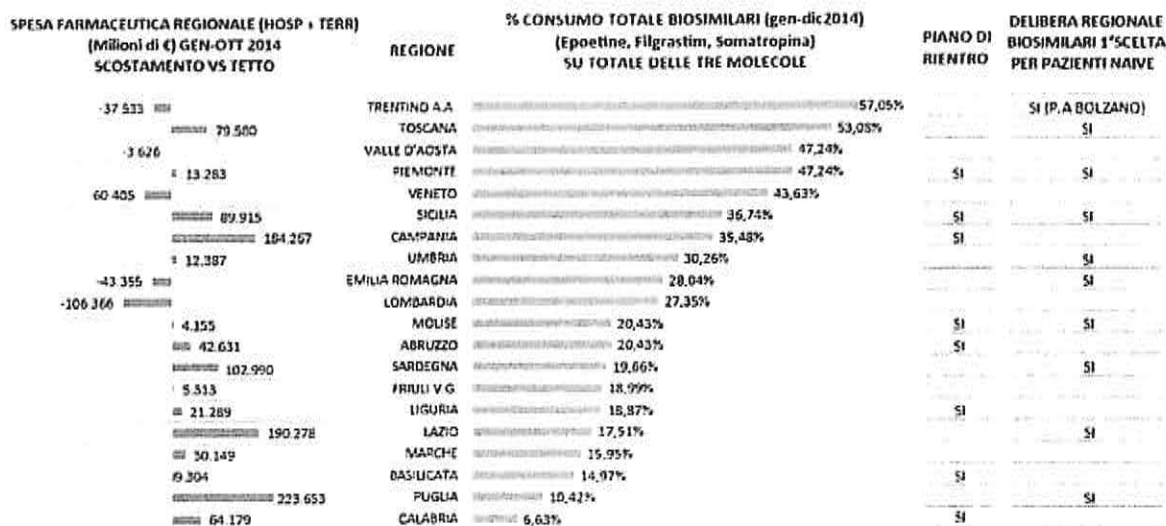 SPESA FARMACEUTICA REGIONALE (HOSP + TERR)
(Milioni di €) GEN-OTT 2014
SCOSTAMENTO VS TETTO
REGIONE
% CONSUMO TOTALE BIOSIMILARI (gen-dic2014)
(Epoetine, Filgrastim, Somatropina)
SU TOTALE DELLE TRE MOLECOLE
PIANO DI
RIENTRO
DELIBERA REGIONALE
BIOSIMILARI 1°SCELTA
PER PAZIENTI NAIVE
-37 533 TRENTINO A.A. 57,05% SI (P.A BOLZANO)
79.580 TOSCANA 53,08% SI
-3 626 VALLE D'AOSTA 47,24%
13.283 PIEMONTE 47,24% SI SI
60 405 VENETO 43,63%
89.915 SICILIA 36,74% SI SI
184.267 CAMPANIA 35,48% SI
12.387 UMBRIA 30,26% SI
-43 355 EMILIA ROMAGNA 28,04% SI
-106 366 LOMBARDIA 27,35%
4.155 MOLISE 20,43% SI SI
42.631 ABRUZZO 20,43% SI
102.990 SARDEGNA 19,66% SI
5.313 FRIULI V G 18,99%
21.289 LIGURIA 18,87% SI
190.278 LAZIO 17,51% SI
30.149 MARCHE 15,95%
9.304 BASILICATA 14,97% SI
223.653 PUGLIA 10,42% SI
64.179 CALABRIA 6,63% SI